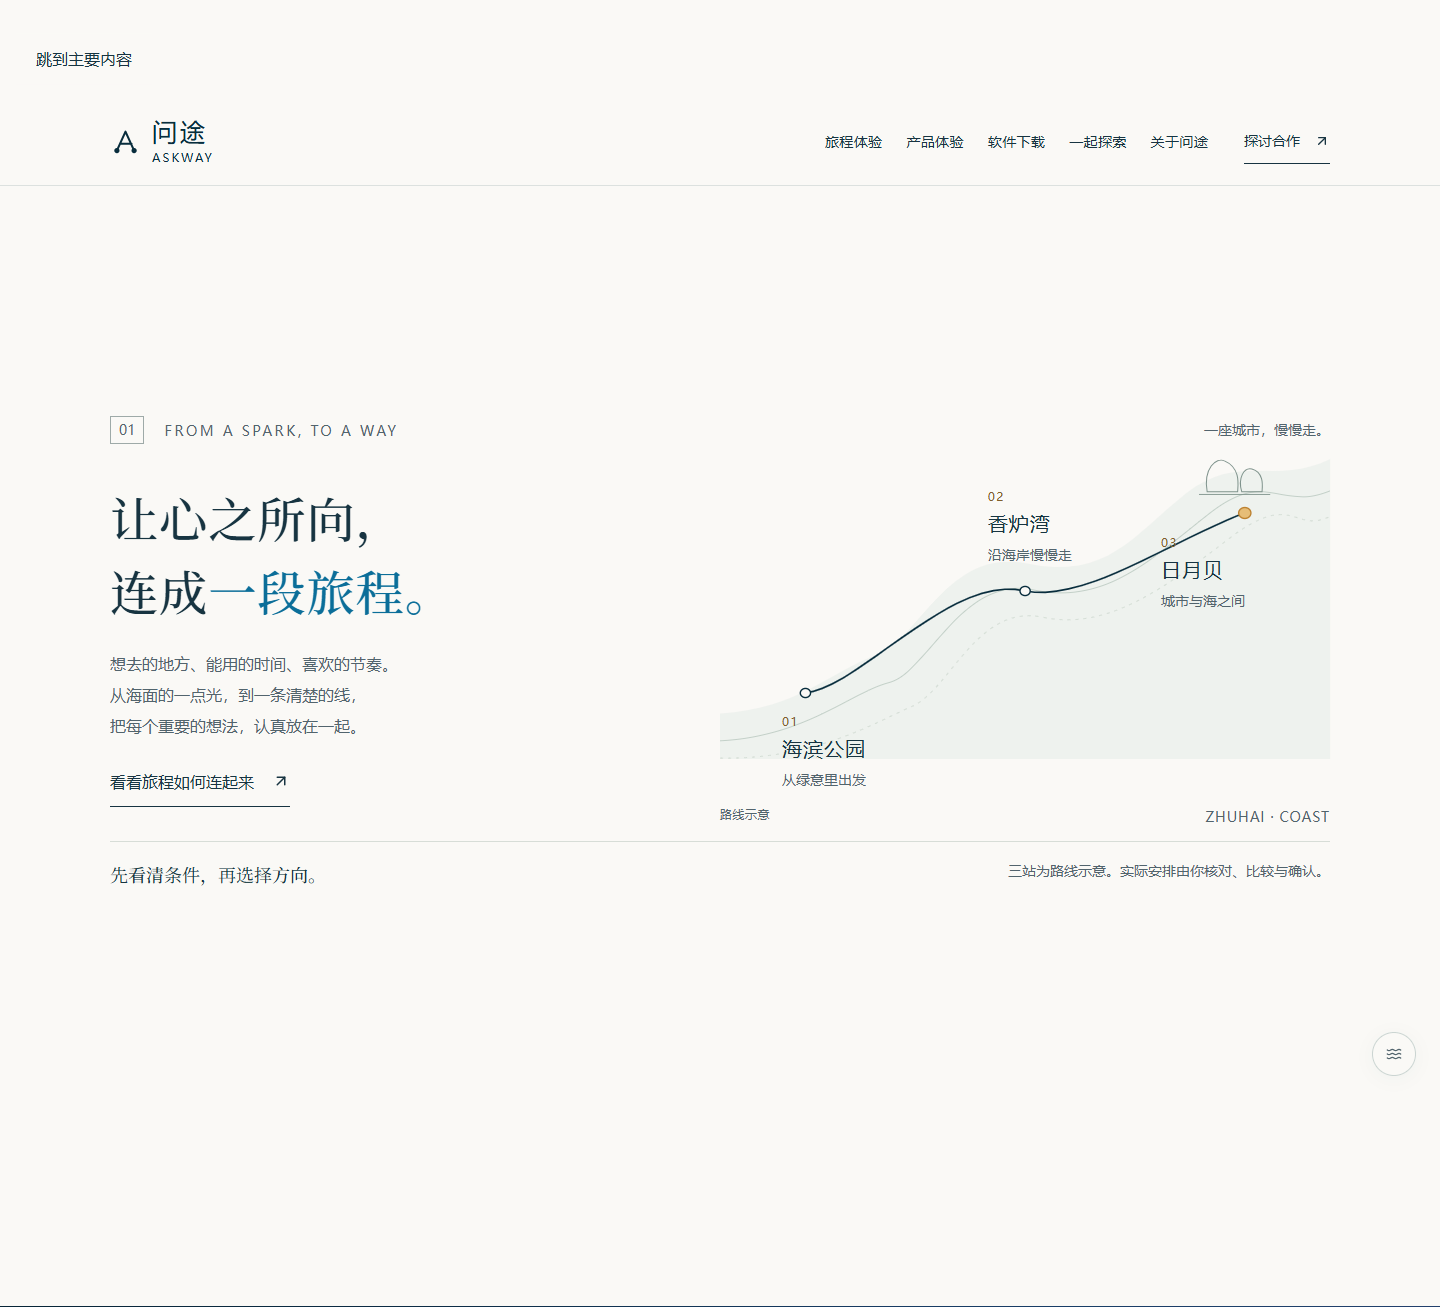 跳到主要内容
问途
ASKWAY
旅程体验 产品体验 软件下载 一起探索 关于问途 探讨合作
01 FROM A SPARK, TO A WAY
让心之所向，
连成一段旅程。
想去的地方、能用的时间、喜欢的节奏。
从海面的一点光，到一条清楚的线，
把每个重要的想法，认真放在一起。
看看旅程如何连起来
一座城市，慢慢走。
02
香炉湾
沿海岸慢慢走
03
日月贝
城市与海之间
01
海滨公园
从绿意里出发
路线示意
ZHUHAI · COAST
先看清条件，再选择方向。
三站为路线示意。实际安排由你核对、比较与确认。